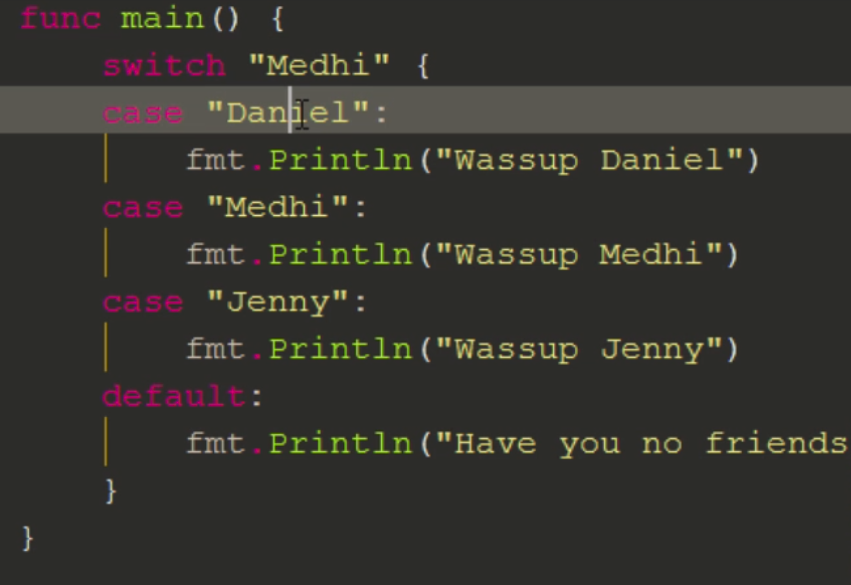 func main() {
    switch "Medhi" {
    case "Daniel":
        fmt.Println("Wassup Daniel")
    case "Medhi":
        fmt.Println("Wassup Medhi")
    case "Jenny":
        fmt.Println("Wassup Jenny")
    default:
        fmt.Println("Have you no friends
    }
}